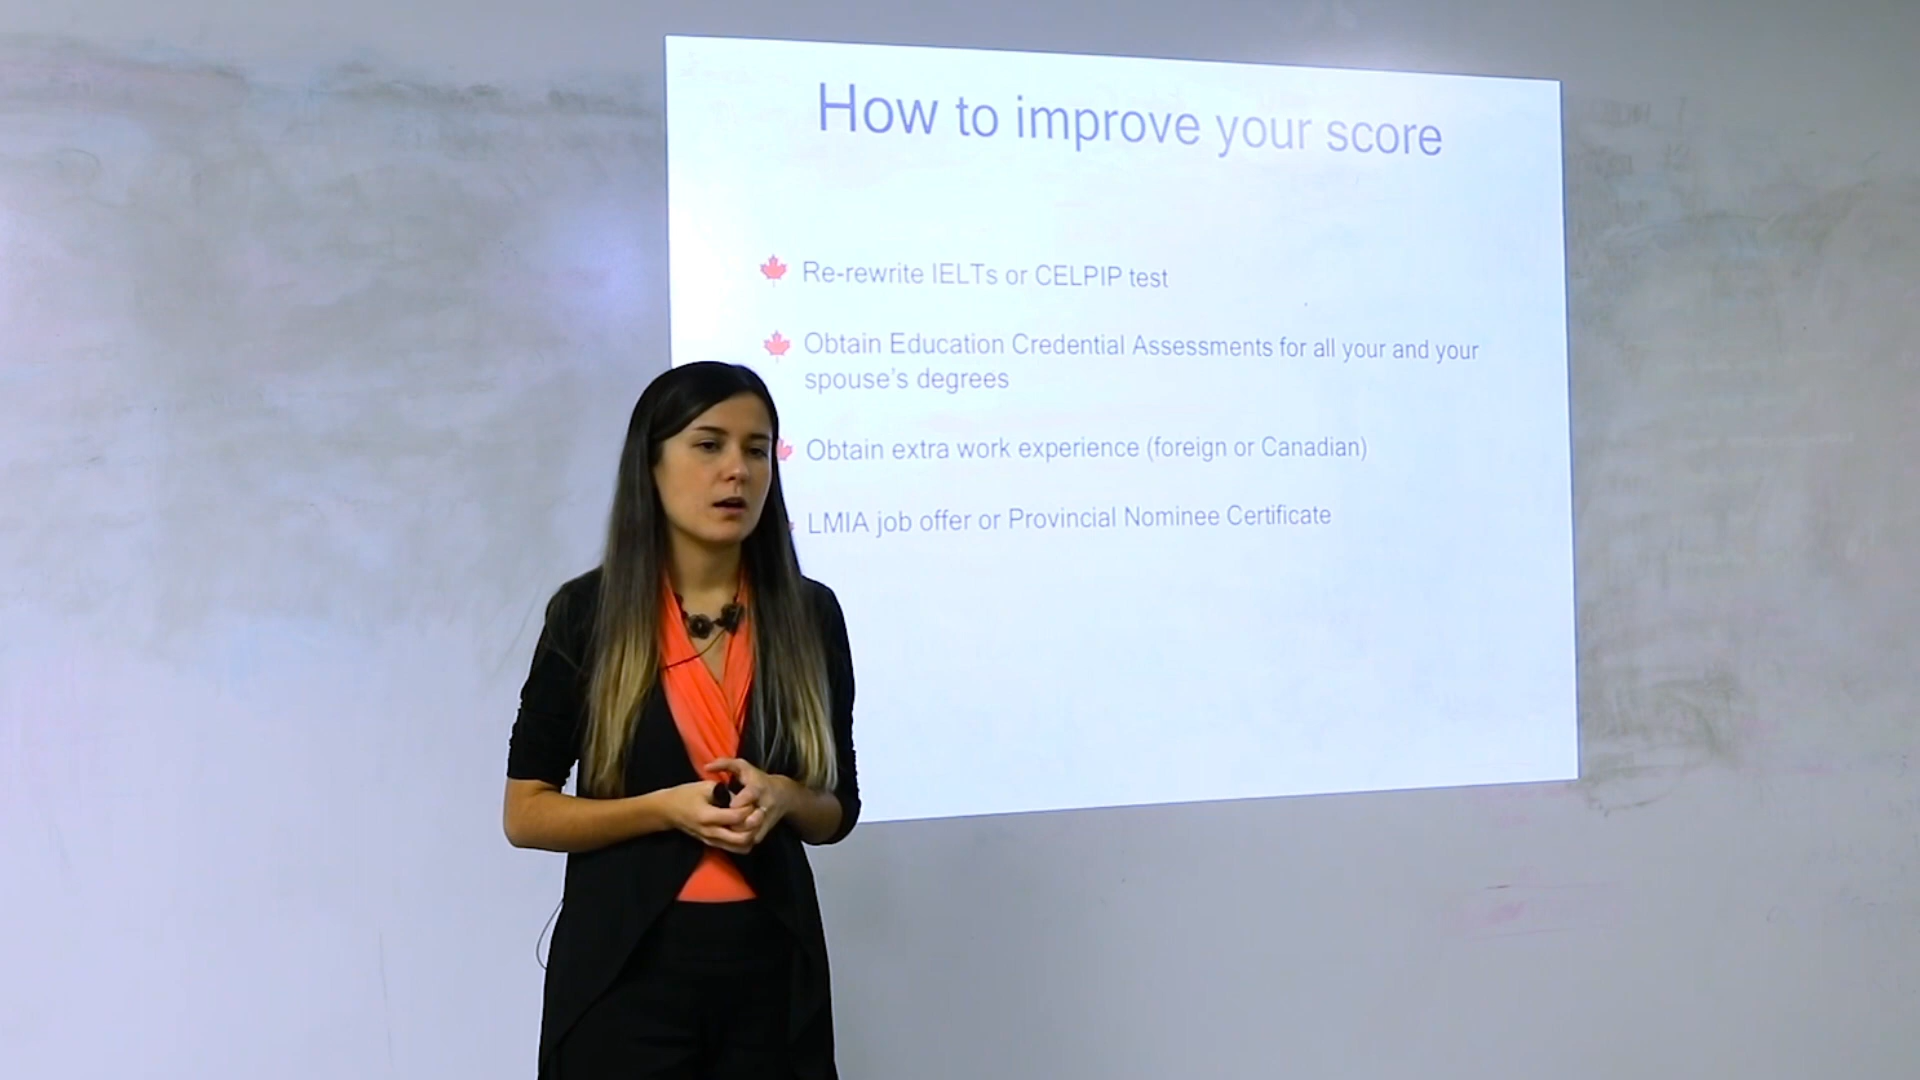 How to improve your score
Re-rewrite IELTs or CELPIP test
Obtain Education Credential Assessments for all your and your
spouse's degrees
Obtain extra work experience (foreign or Canadian)
LMIA job offer or Provincial Nominee Certificate